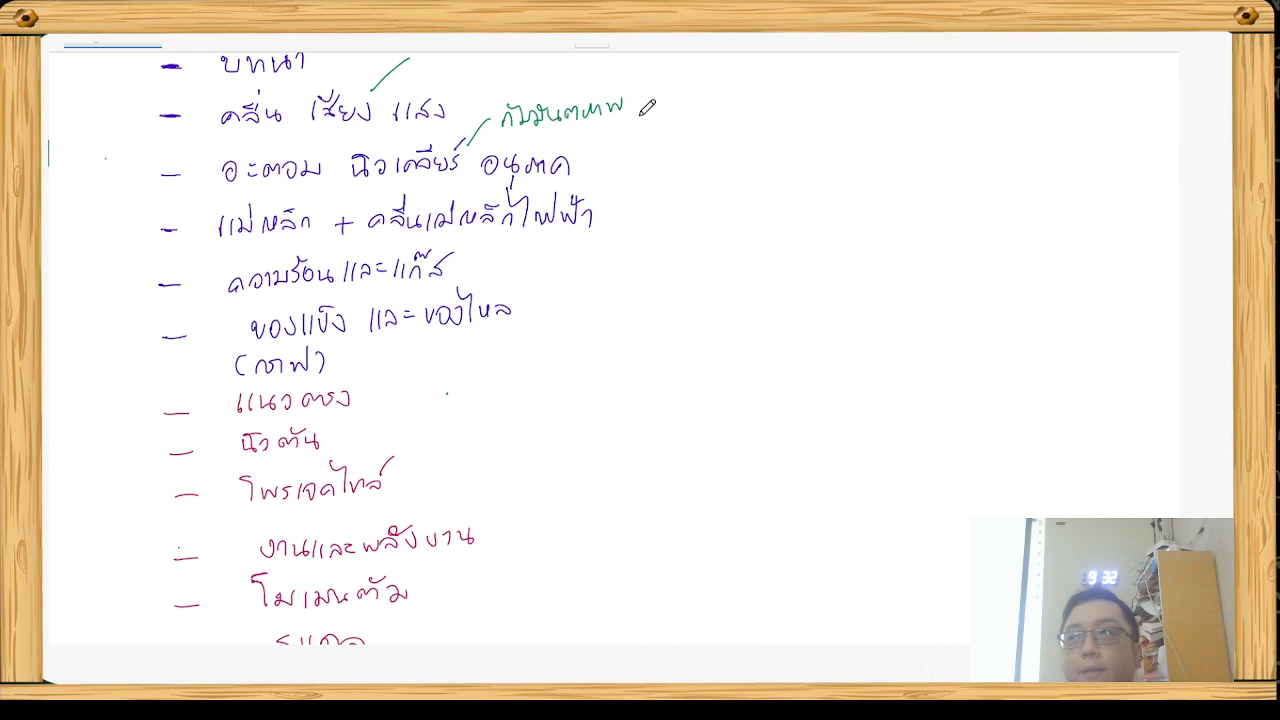 - บทนำ
- คลื่น เสียง แสง
กัมมันตภาพ
- อะตอม นิวเคลียร์ อนุภาค
- แม่เหล็ก + คลื่นแม่เหล็กไฟฟ้า
- ความร้อนและแก๊ส
- ของแข็ง และของไหล
(กราฟ)
- แนวตรง
- นิวตัน
- โพรเจคไทล์
- งานและพลังงาน
- โมเมนตัม
9 32